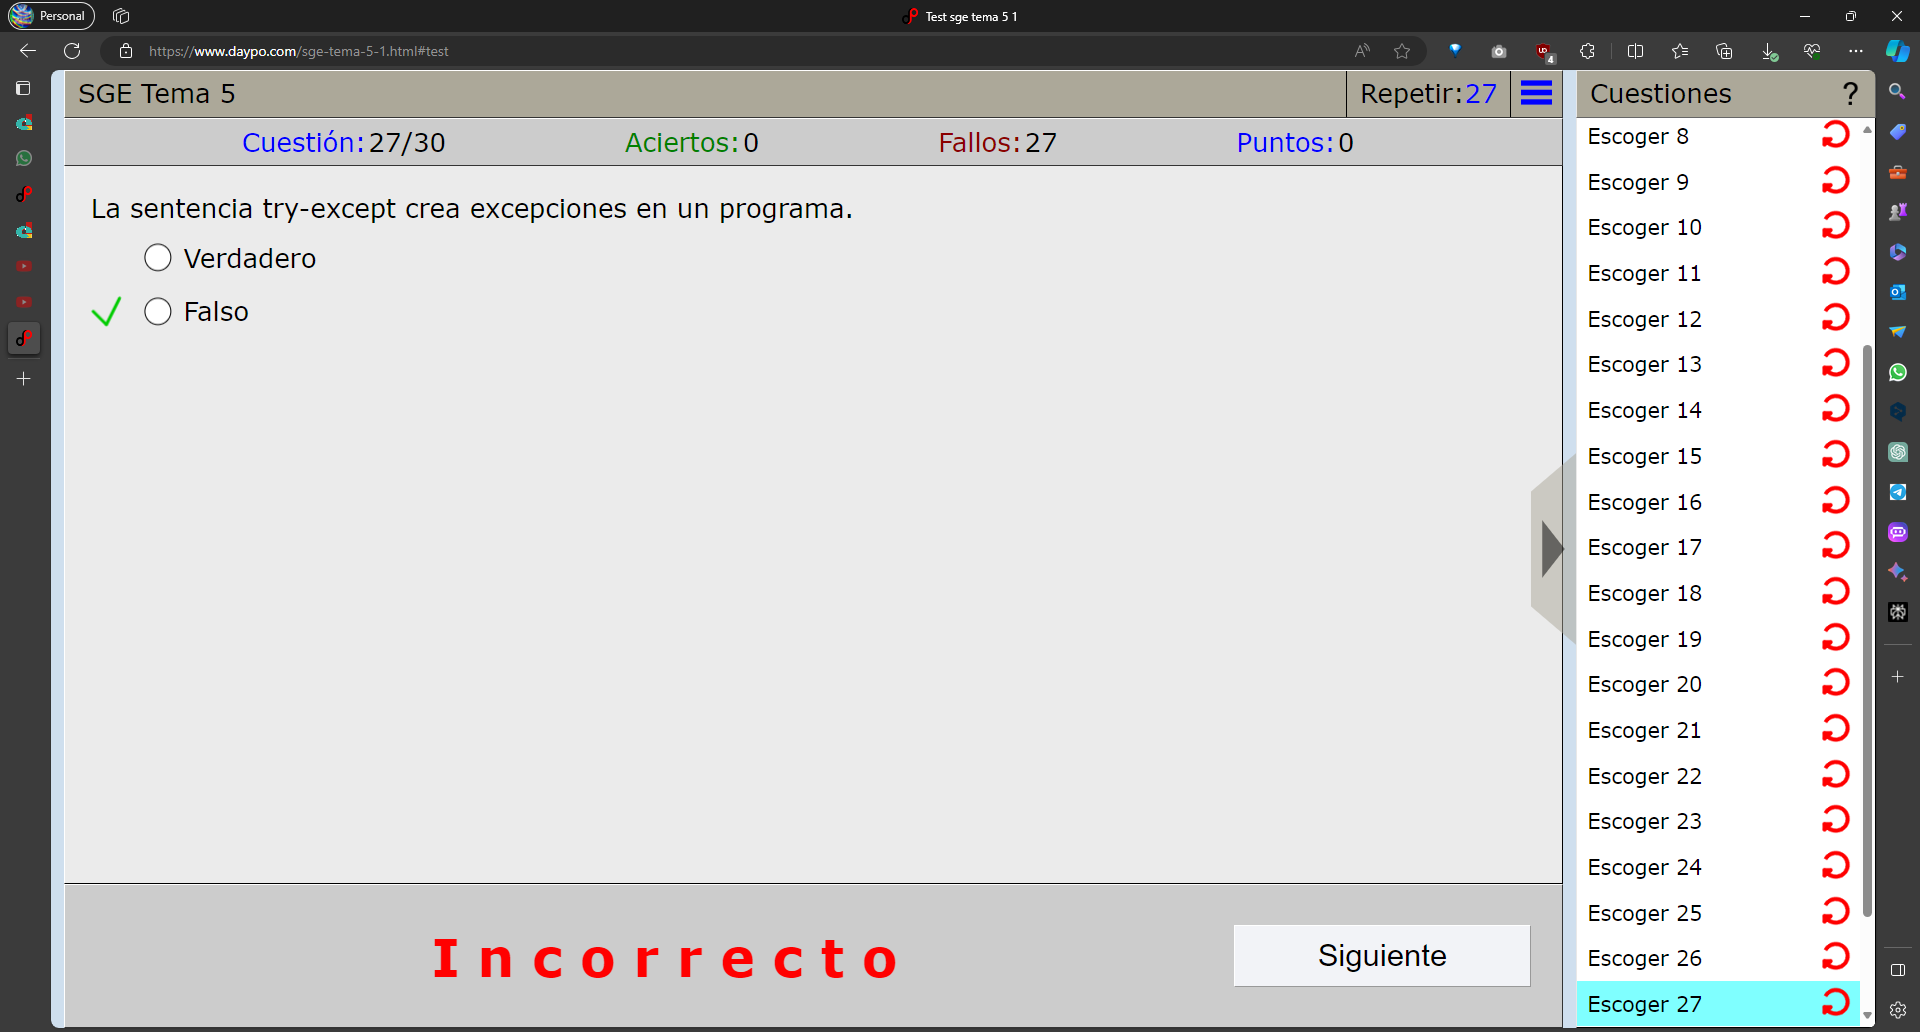 Personal
Test sge tema 5 1
https://www.daypo.com/sge-tema-5-1.html#test
SGE Tema 5
Repetir:27
Cuestiones
?
Cuestión:27/30
Aciertos:0
Fallos:27
Puntos:0
La sentencia try-except crea excepciones en un programa.
Verdadero
Falso
Incorrecto
Siguiente
Escoger 8
Escoger 9
Escoger 10
Escoger 11
Escoger 12
Escoger 13
Escoger 14
Escoger 15
Escoger 16
Escoger 17
Escoger 18
Escoger 19
Escoger 20
Escoger 21
Escoger 22
Escoger 23
Escoger 24
Escoger 25
Escoger 26
Escoger 27
4